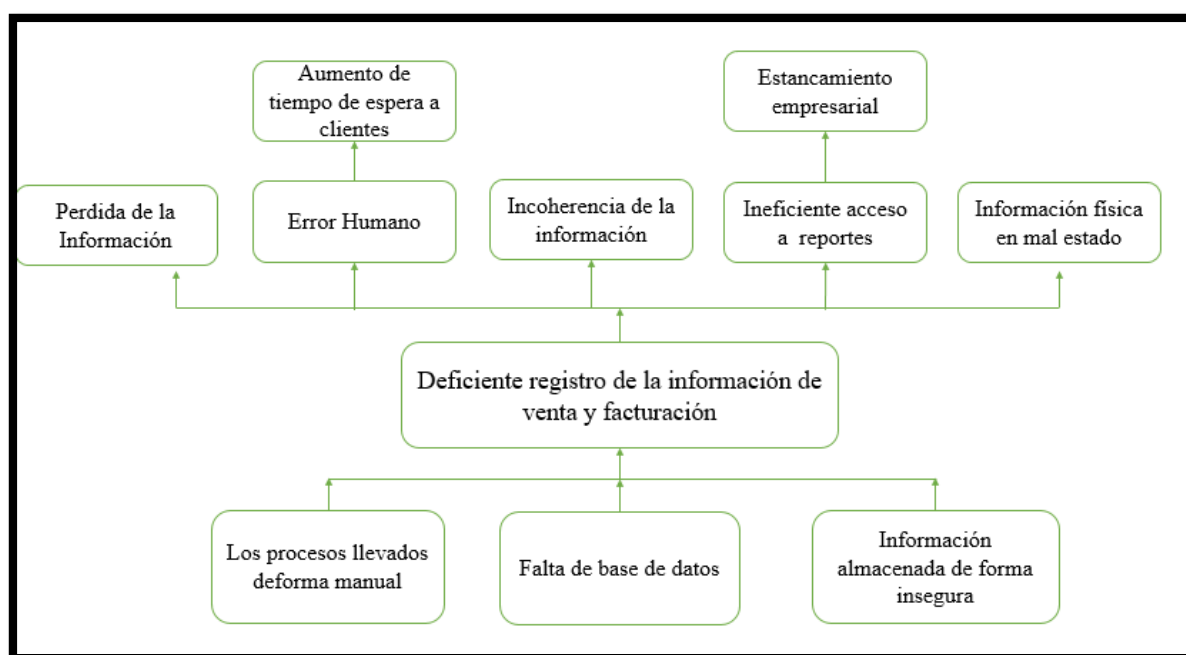 Aumento de
tiempo de espera a
clientes
Estancamiento
empresarial
Perdida de la
Información
Error Humano
Incoherencia de la
información
Ineficiente acceso
a reportes
Información física
en mal estado
Deficiente registro de la información de
venta y facturación
Los procesos llevados
deforma manual
Falta de base de datos
Información
almacenada de forma
insegura